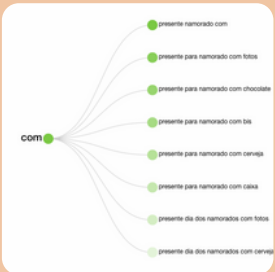 presente namorado com
presente para namorado com fotos
presente para namorado com chocolate
presente para namorado com bis
com
presente para namorado com cerveja
presente para namorado com caixa
presente dia dos namorados com fotos
presente dia dos namorados com cerveja